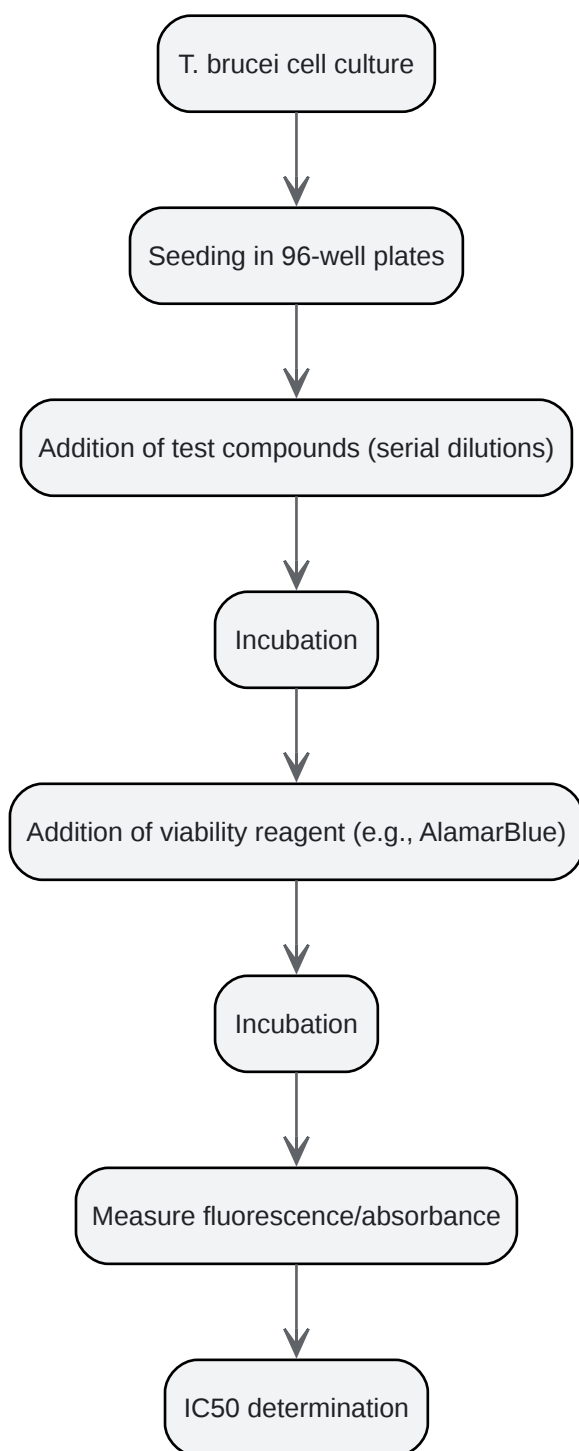 T. brucei cell culture
Seeding in 96-well plates
Addition of test compounds (serial dilutions)
Incubation
Addition of viability reagent (e.g., AlamarBlue)
Incubation
Measure fluorescence/absorbance
IC50 determination